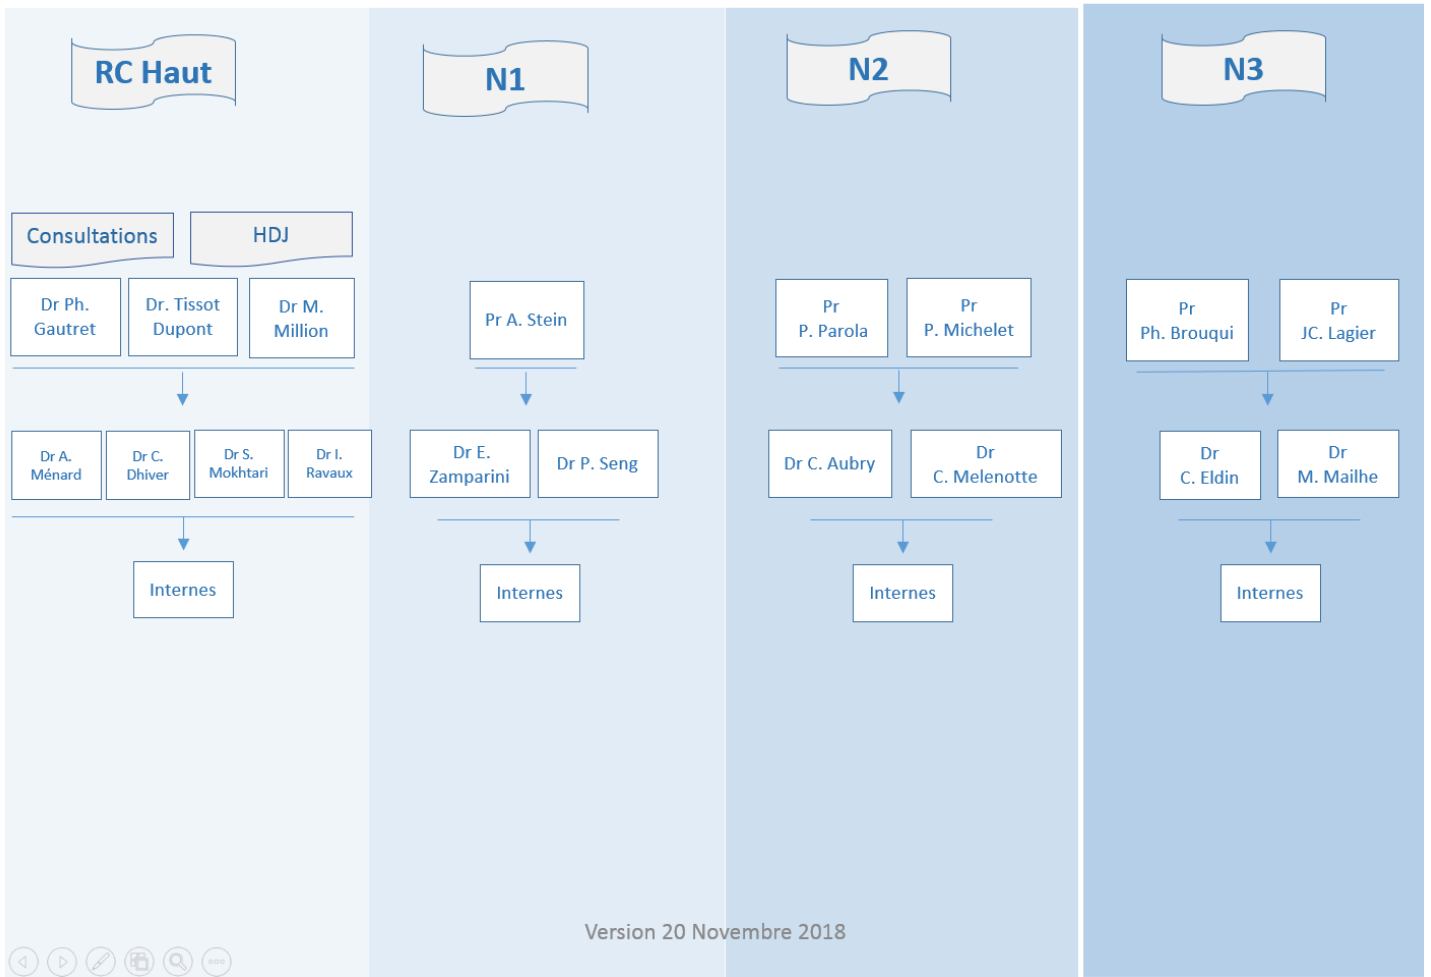 RC Haut
N1
N2
N3
Consultations
HDJ
Dr Ph.
Gautret
Dr. Tissot
Dupont
Dr M.
Million
Pr A. Stein
Pr
P. Parola
Pr
P. Michelet
Pr
Ph. Brouqui
Pr
JC. Lagier
Dr A.
Ménard
Dr C.
Dhiver
Dr S.
Mokhtari
Dr I.
Ravaux
Dr E.
Zamparini
Dr P. Seng
Dr C. Aubry
Dr
C. Melenotte
Dr
C. Eldin
Dr
M. Mailhe
Internes
Internes
Internes
Internes
Version 20 Novembre 2018